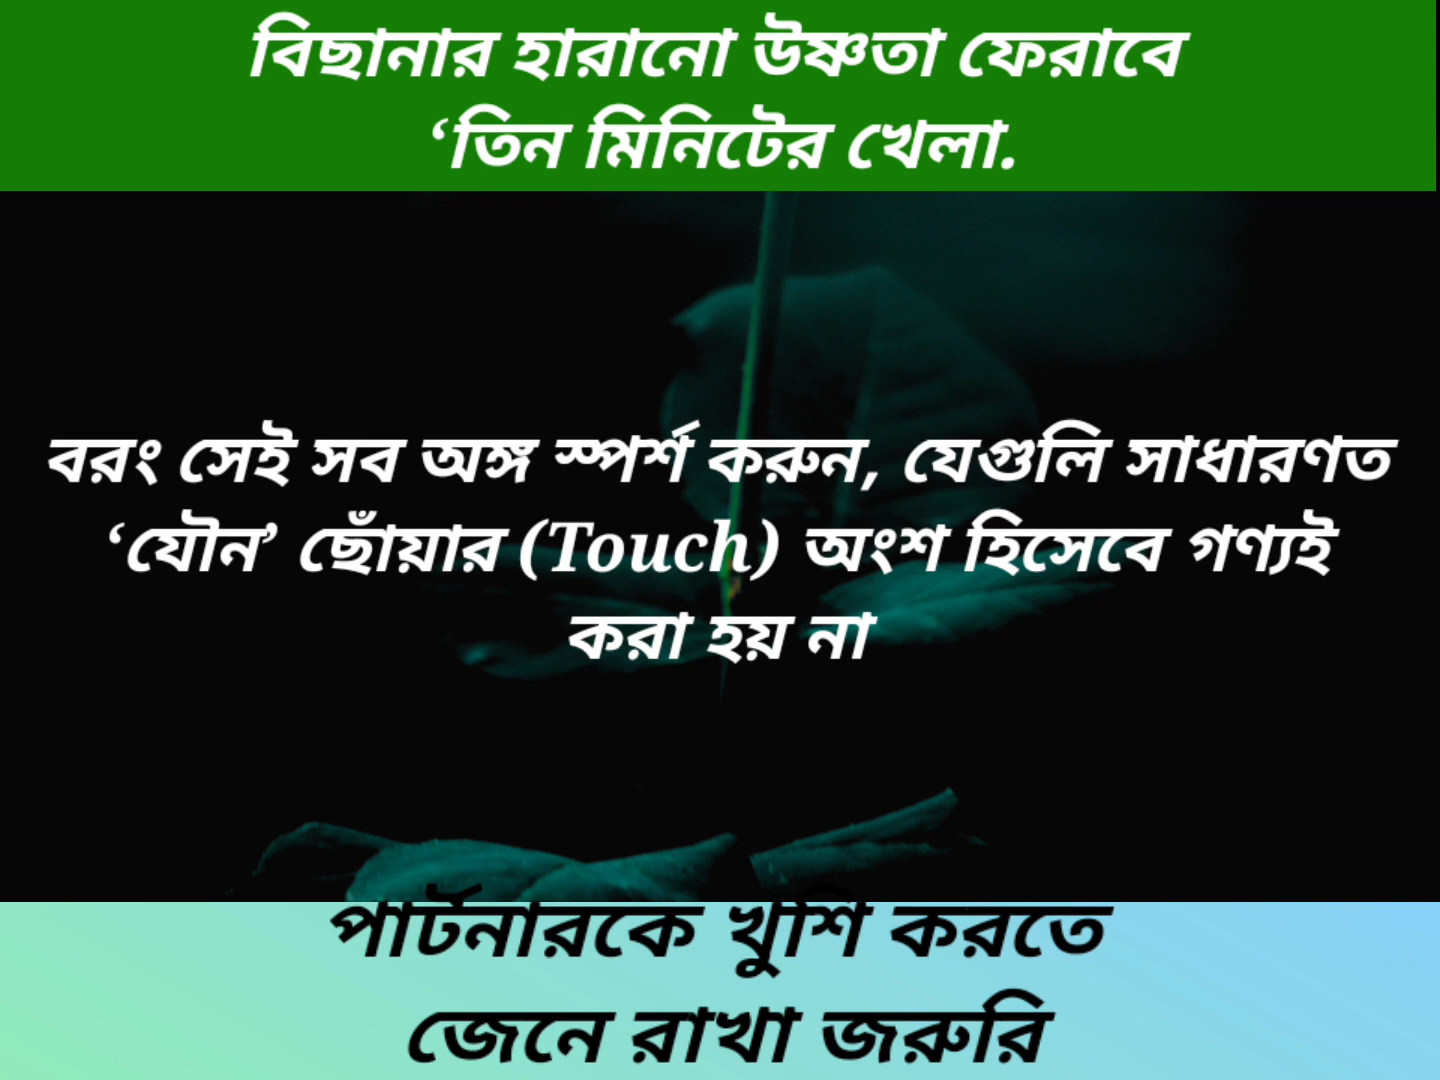 বিছানার হারানো উষ্ণতা ফেরাবে
‘তিন মিনিটের খেলা.
বরং সেই সব অঙ্গ স্পর্শ করুন, যেগুলি সাধারণত
‘যৌন’ ছোঁয়ার (Touch) অংশ হিসেবে গণ্যই
করা হয় না
পার্টনারকে খুশি করতে
জেনে রাখা জরুরি